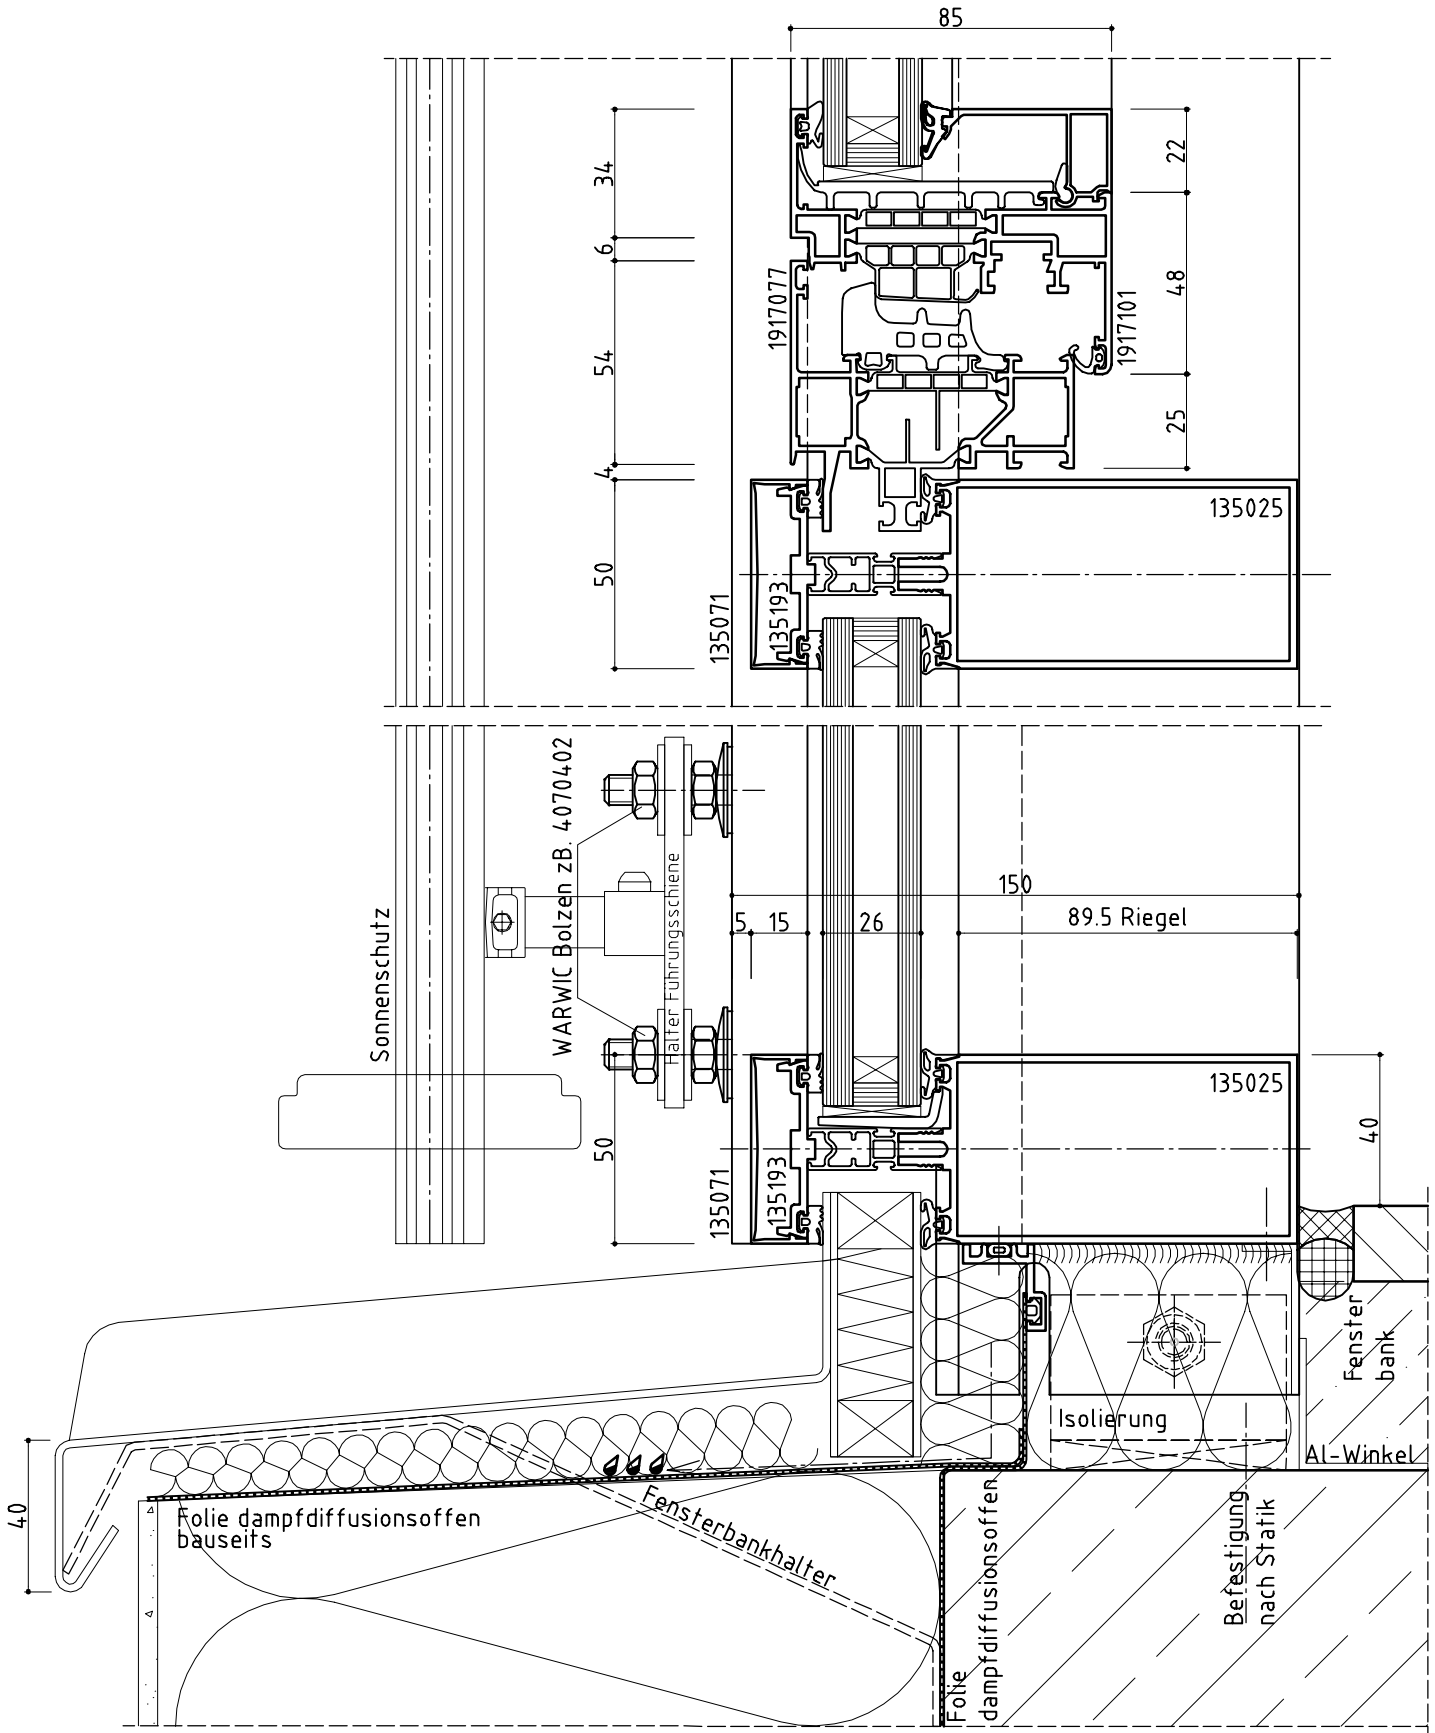 85
34
22
6
1917077
48
1917101
54
25
4
135025
50
135193
135071
WARWIC Bolzen zB. 4070402
Halter Führungsschiene
150
5
15
26
89.5 Riegel
Sonnenschutz
135025
50
40
135071
135193
Fenster
bank
Isolierung
Al-Winkel
40
Folie dampfdiffusionsoffen
bauseits
Fensterbankhalter
Folie
dampfdiffusionsoffen
Befestigung
nach Statik